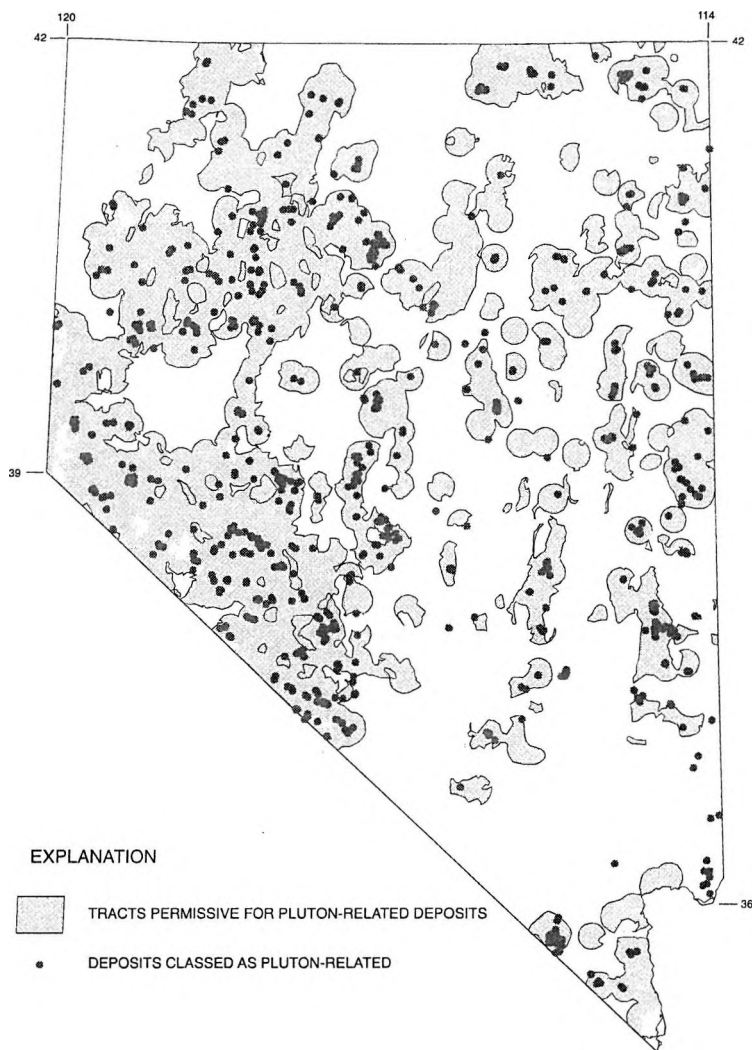 120
114
42
42
39
36
EXPLANATION
TRACTS PERMISSIVE FOR PLUTON-RELATED DEPOSITS
DEPOSITS CLASSED AS PLUTON-RELATED